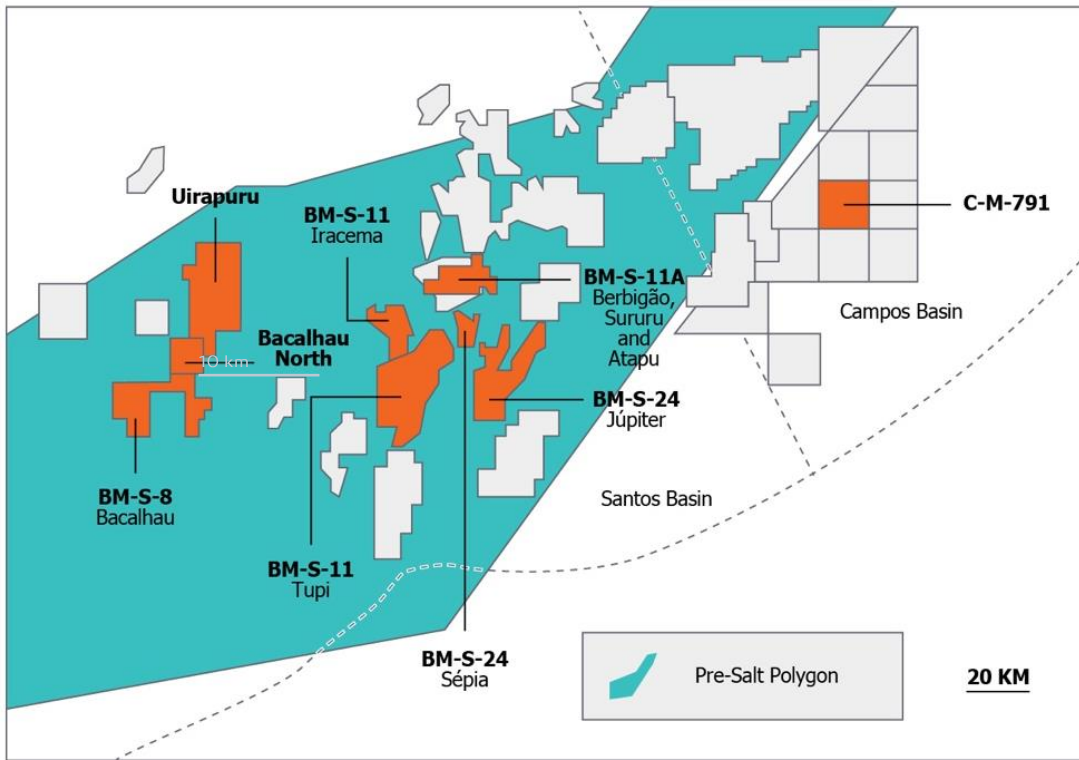 Uirapuru
BM-S-11
Iracema
C-M-791
BM-S-11A
Berbigão,
Sururu
and
Atapu
Campos Basin
Bacalhau
North
10 km
BM-S-24
Júpiter
BM-S-8
Bacalhau
Santos Basin
BM-S-11
Tupi
BM-S-24
Sépia
Pre-Salt Polygon
20 KM